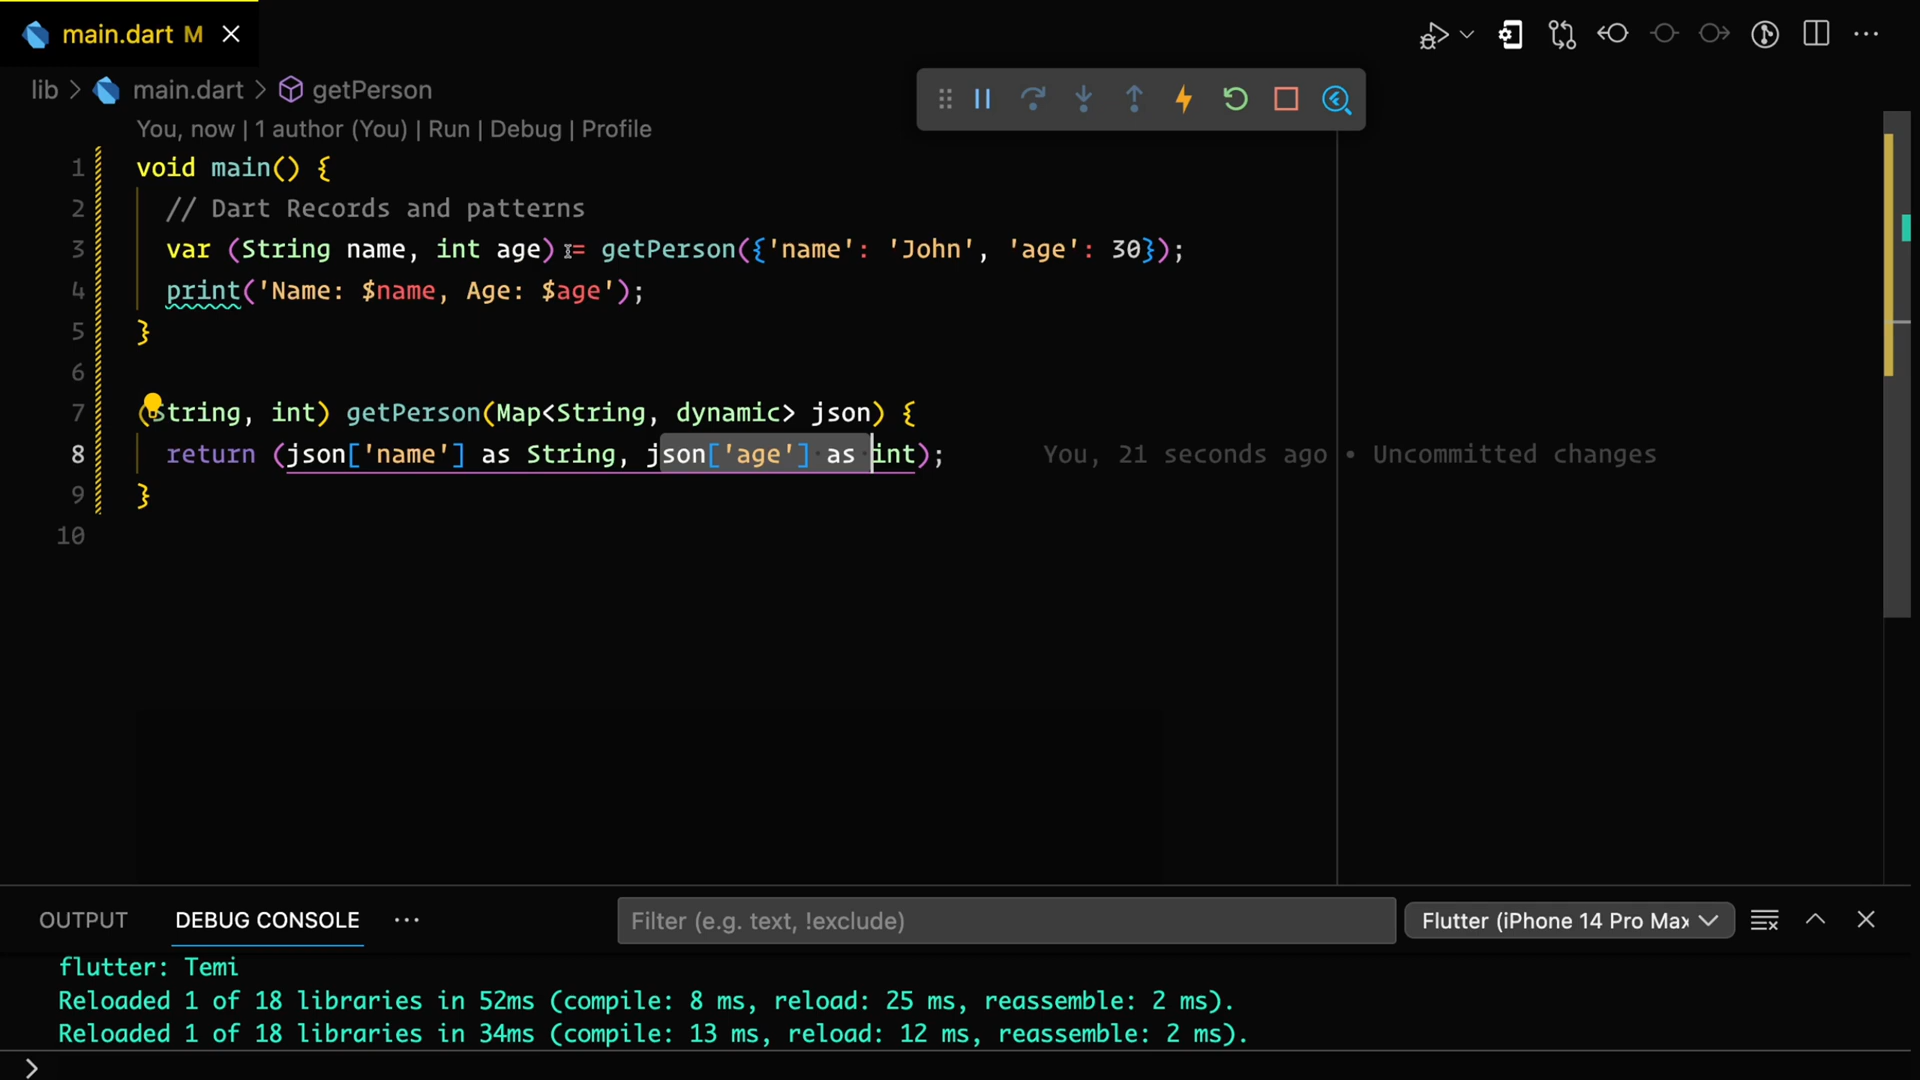 main.dart M
lib > main.dart > getPerson
You, now | 1 author (You) | Run | Debug | Profile
1 void main() {
2 // Dart Records and patterns
3 var (String name, int age) = getPerson({'name': 'John', 'age': 30});
4 print('Name: $name, Age: $age');
5 }
6
7 (String, int) getPerson(Map<String, dynamic> json) {
8 return (json['name'] as String, json['age'] as int); You, 21 seconds ago • Uncommitted changes
9 }
10
OUTPUT DEBUG CONSOLE ··· Filter (e.g. text, !exclude) Flutter (iPhone 14 Pro Max
flutter: Temi
Reloaded 1 of 18 libraries in 52ms (compile: 8 ms, reload: 25 ms, reassemble: 2 ms).
Reloaded 1 of 18 libraries in 34ms (compile: 13 ms, reload: 12 ms, reassemble: 2 ms).
>